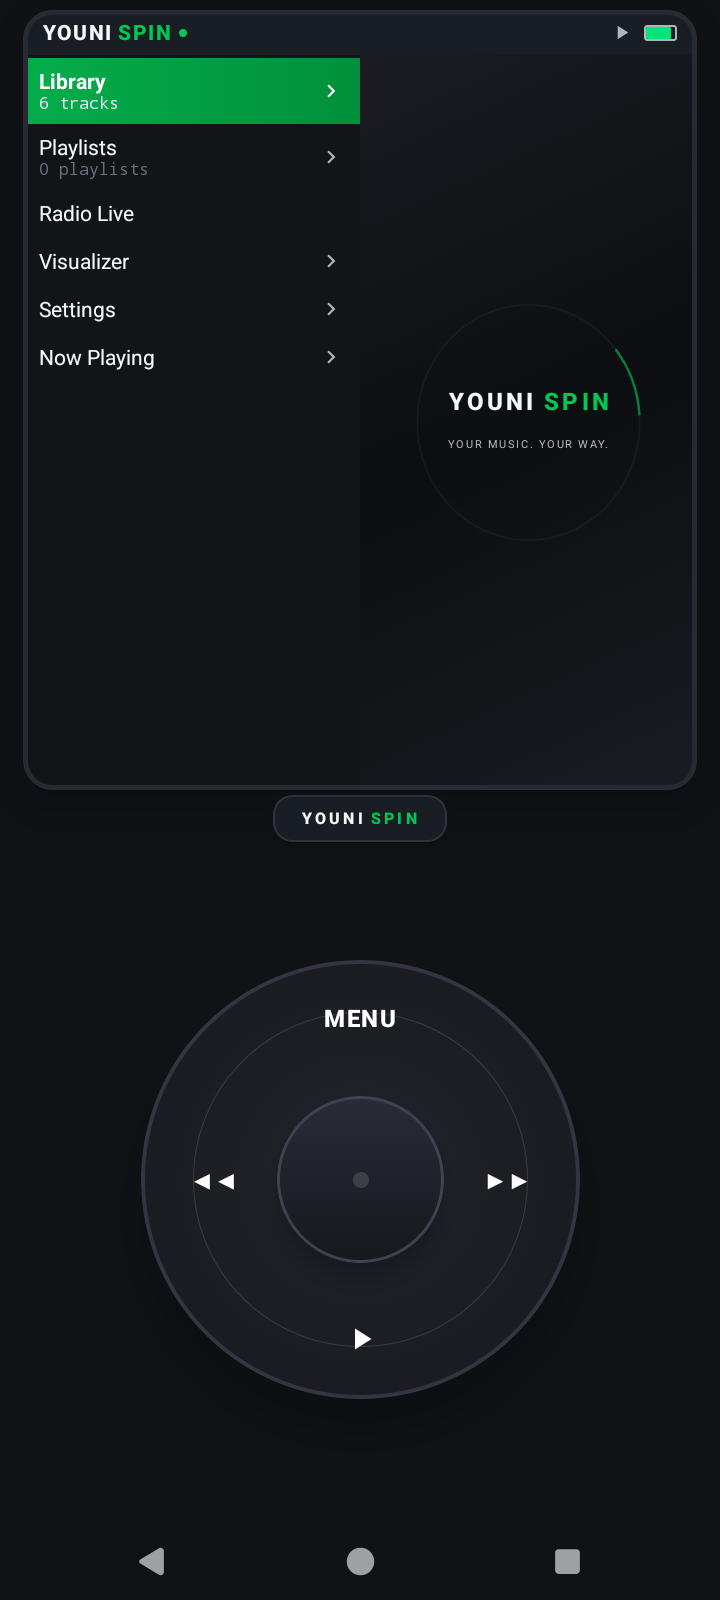 YOUNI SPIN
Library
6 tracks
Playlists
0 playlists
Radio Live
Visualizer
Settings
Now Playing
YOUNI SPIN
YOUR MUSIC. YOUR WAY.
YOUNI SPIN
MENU